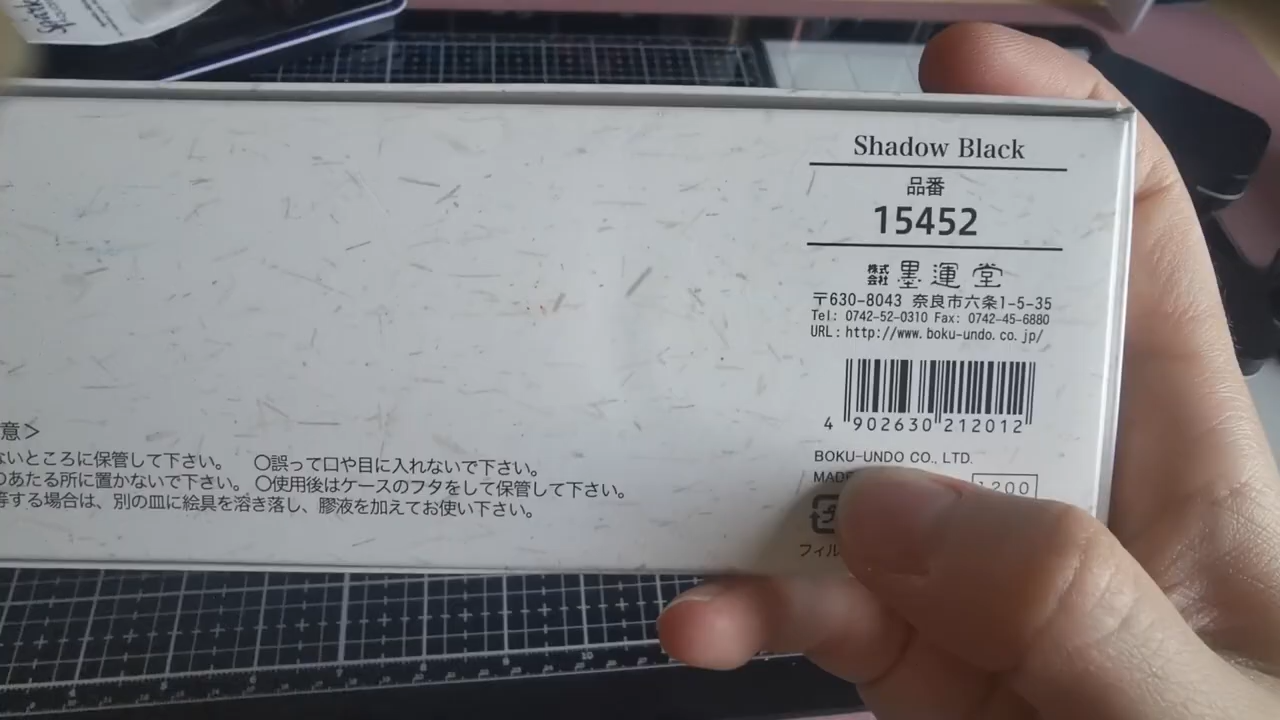 Shadow Black
品番
15452
株式会社 墨運堂
〒630-8043 奈良市六条1-5-35
Tel: 0742-52-0310 Fax: 0742-45-6880
URL:http://www.boku-undo.co.jp/
4 902630 212012
BOKU-UNDO CO., LTD.
1200
プ
フィル
意>
ないところに保管して下さい。 〇誤って口や目に入れないで下さい。
のあたる所に置かないで下さい。 〇使用後はケースのフタをして保管して下さい。
等する場合は、別の皿に絵具を溶き落し、膠液を加えてお使い下さい。